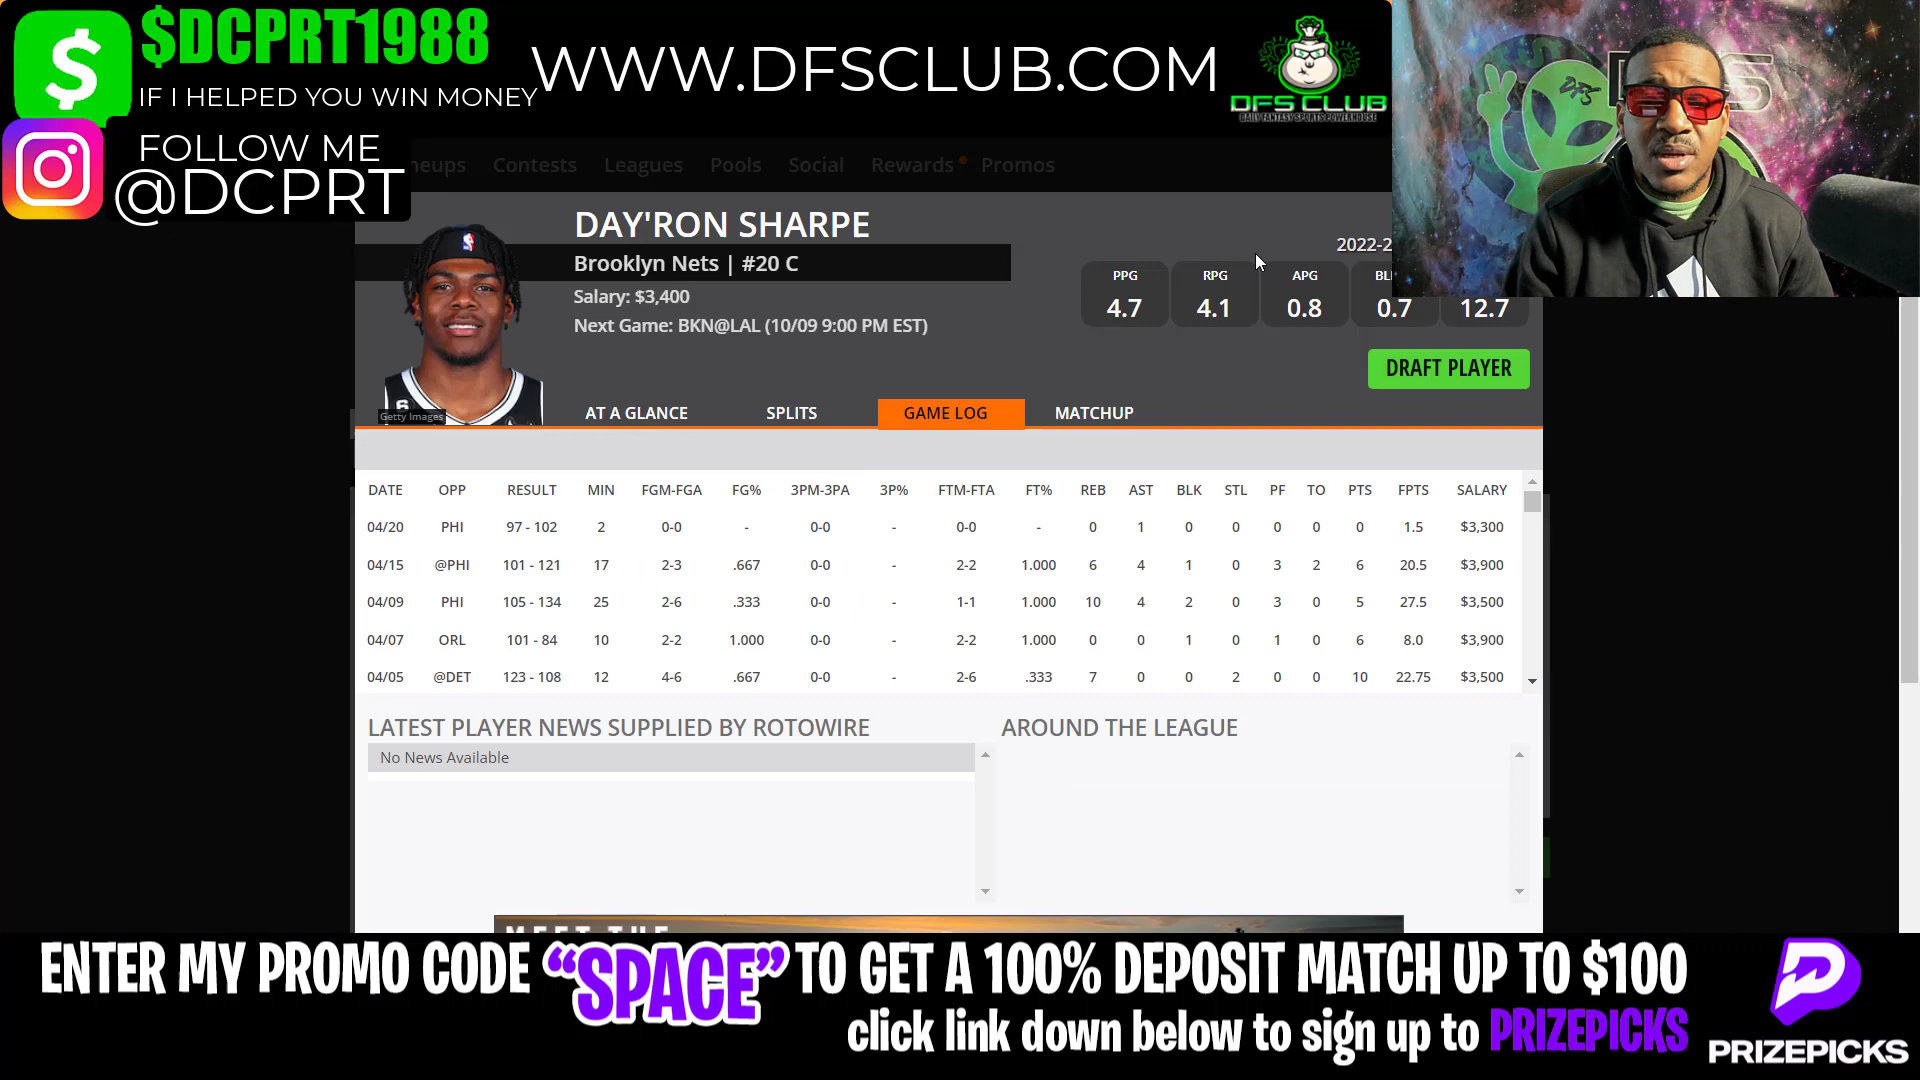 $DCPRT1988
IF I HELPED YOU WIN MONEY
WWW.DFSCLUB.COM
DFS CLUB
DAILY FANTASY SPORTS POWERHOUSE
FOLLOW ME
@DCPRT
neups Contests Leagues Pools Social Rewards Promos
DFS
DAY'RON SHARPE
Brooklyn Nets | #20 C
Salary: $3,400
Next Game: BKN@LAL (10/09 9:00 PM EST)
2022-2
PPG RPG APG BL
4.7 4.1 0.8 0.7 12.7
DRAFT PLAYER
6
Getty Images
AT A GLANCE SPLITS GAME LOG MATCHUP
DATE OPP RESULT MIN FGM-FGA FG% 3PM-3PA 3P% FTM-FTA FT% REB AST BLK STL PF TO PTS FPTS SALARY
04/20 PHI 97 - 102 2 0-0 - 0-0 - 0-0 - 0 1 0 0 0 0 0 1.5 $3,300
04/15 @PHI 101 - 121 17 2-3 .667 0-0 - 2-2 1.000 6 4 1 0 3 2 6 20.5 $3,900
04/09 PHI 105 - 134 25 2-6 .333 0-0 - 1-1 1.000 10 4 2 0 3 0 5 27.5 $3,500
04/07 ORL 101 - 84 10 2-2 1.000 0-0 - 2-2 1.000 0 0 1 0 1 0 6 8.0 $3,900
04/05 @DET 123 - 108 12 4-6 .667 0-0 - 2-6 .333 7 0 0 2 0 0 10 22.75 $3,500
LATEST PLAYER NEWS SUPPLIED BY ROTOWIRE
No News Available
AROUND THE LEAGUE
MEET THE
ENTER MY PROMO CODE "SPACE" TO GET A 100% DEPOSIT MATCH UP TO $100
click link down below to sign up to PRIZEPICKS
PRIZEPICKS